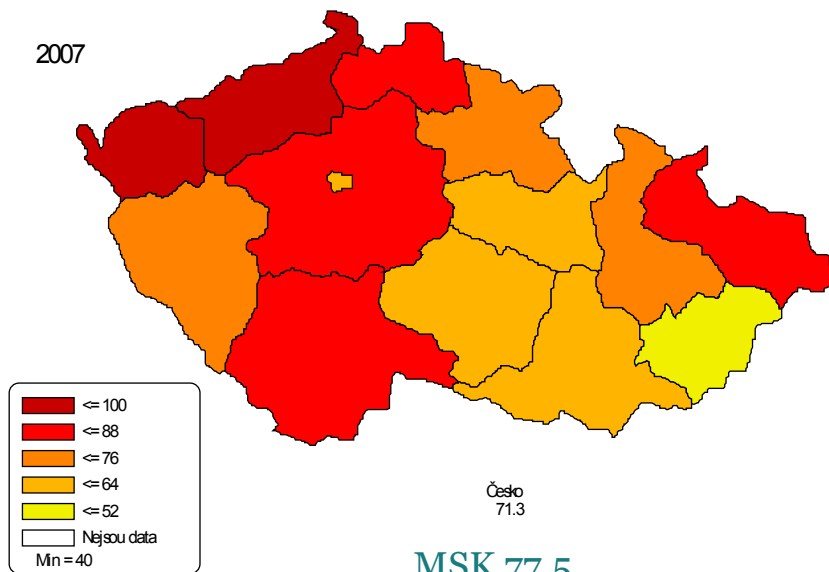 2007
<= 100
<= 88
<= 76
<= 64
<= 52
Nejsou data
Min = 40
Česko
71.3
MSK 77,5